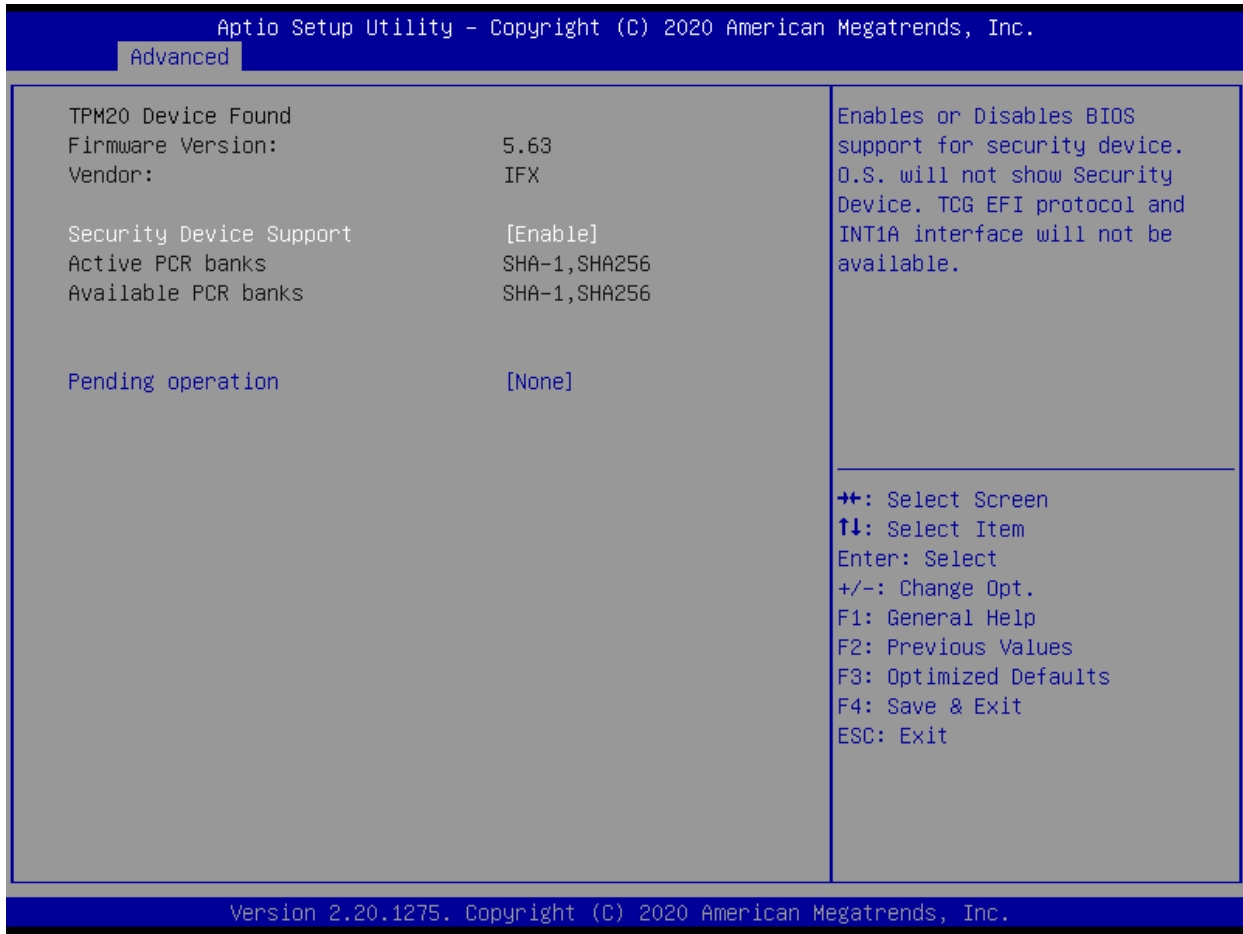 Aptio Setup Utility – Copyright (C) 2020 American Megatrends, Inc.
Advanced
TPM20 Device Found
Firmware Version: 5.63
Vendor: IFX
Security Device Support [Enable]
Active PCR banks SHA-1,SHA256
Available PCR banks SHA-1,SHA256
Pending operation [None]
Enables or Disables BIOS
support for security device.
O.S. will not show Security
Device. TCG EFI protocol and
INT1A interface will not be
available.
→←: Select Screen
↑↓: Select Item
Enter: Select
+/-: Change Opt.
F1: General Help
F2: Previous Values
F3: Optimized Defaults
F4: Save & Exit
ESC: Exit
Version 2.20.1275. Copyright (C) 2020 American Megatrends, Inc.